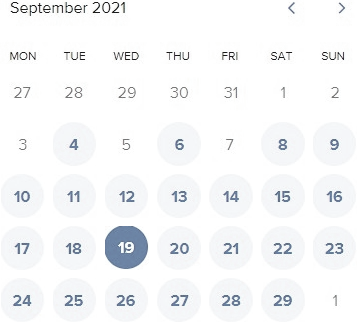 September 2021
MON TUE WED THU FRI SAT SUN
27 28 29 30 31 1 2
3 4 5 6 7 8 9
10 11 12 13 14 15 16
17 18 19 20 21 22 23
24 25 26 27 28 29 1